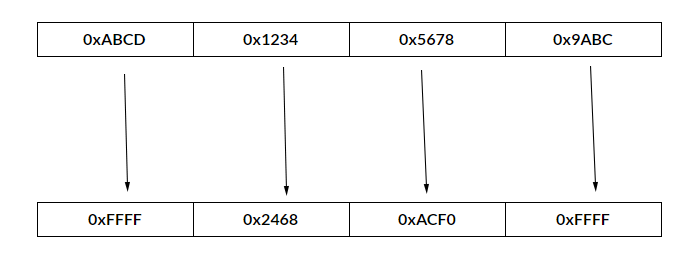 0xABCD 0x1234 0x5678 0x9ABC
0xFFFF 0x2468 0xACF0 0xFFFF